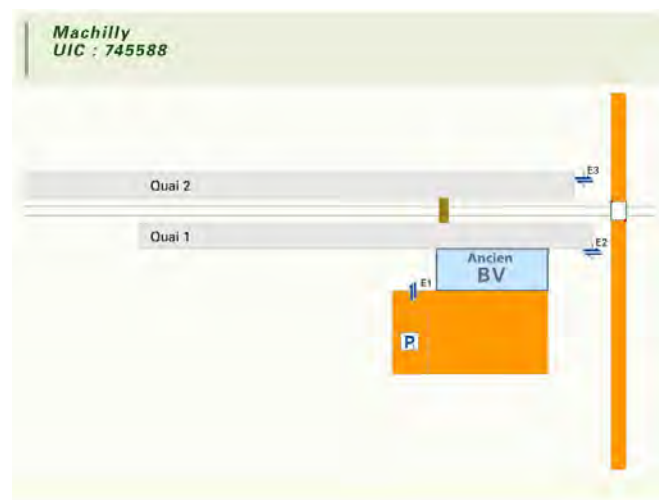 Machilly
UIC : 745588
E3
Quai 2
Quai 1
E2
Ancien
BV
E1
P